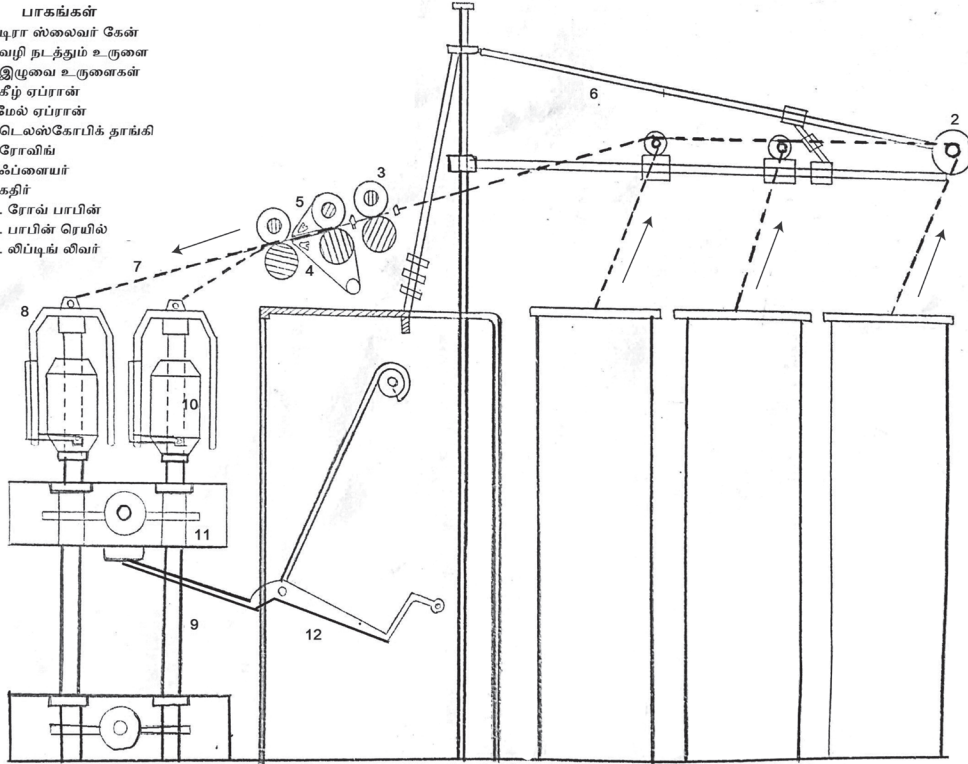 பாகங்கள்
டிரா ஸ்லைவர் கேன்
வழி நடத்தும் உருளை
இழுவை உருளைகள்
கீழ் ஏப்ரான்
மேல் ஏப்ரான்
டெலஸ்கோபிக் தாங்கி
ரோவிங்
ஃப்ளையர்
கதிர்
. ரோவ் பாபின்
. பாபின் ரெயில்
. லிப்டிங் லிவர்
6
2
3
5
4
7
8
10
11
9
12